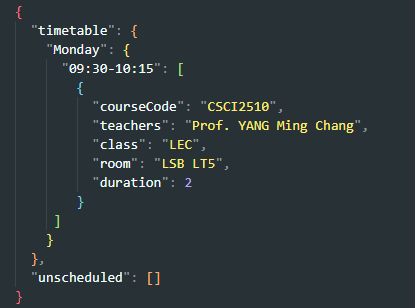 {
"timetable": {
"Monday": {
"09:30-10:15": [
{
"courseCode": "CSCI2510",
"teachers": "Prof. YANG Ming Chang",
"class": "LEC",
"room": "LSB LT5",
"duration": 2
}
]
}
},
"unscheduled": []
}